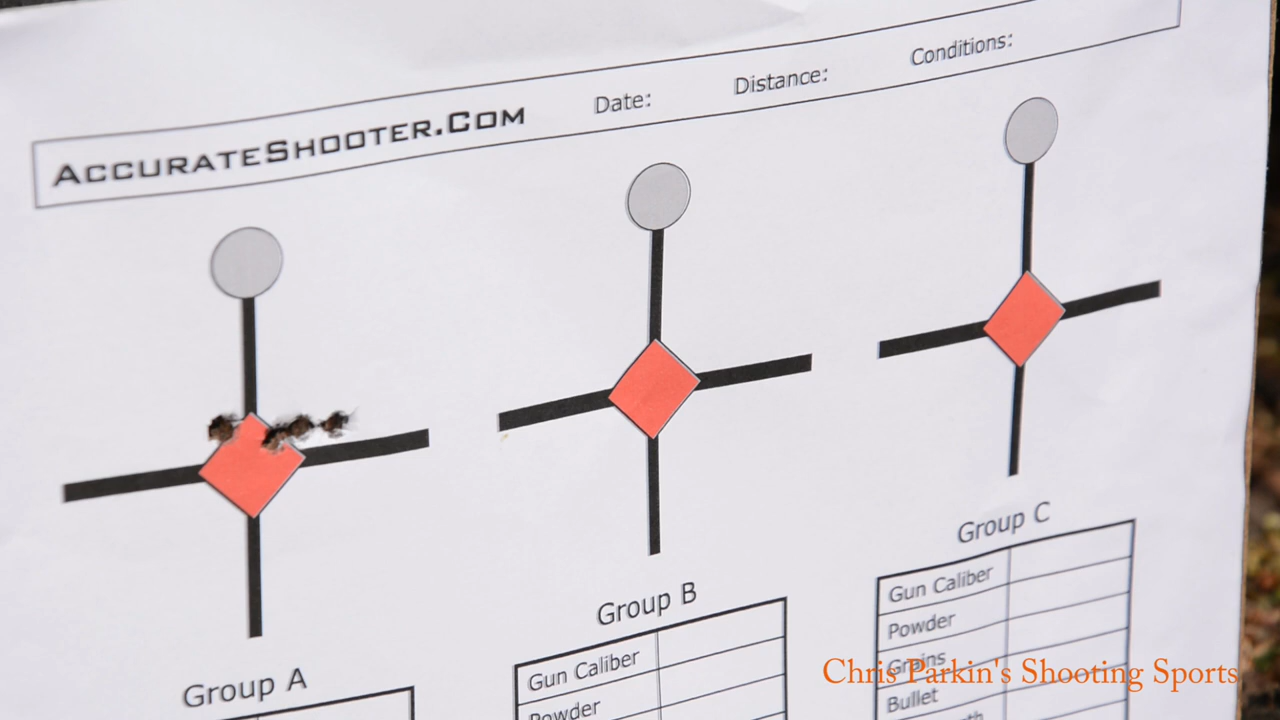 AccurateShooter.Com Date: Distance: Conditions:
Group A
Group B
Gun Caliber
Powder
Group C
Gun Caliber
Powder
Grains
Bullet
Chris Parkin's Shooting Sports